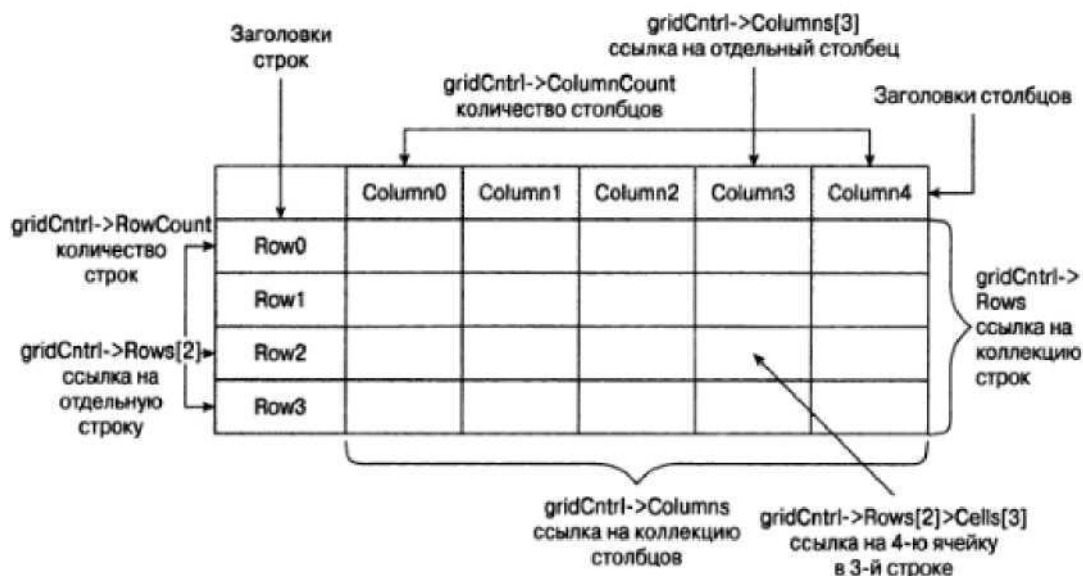 gridCntrl->Columns[3]
ссылка на отдельный столбец
Заголовки
строк
gridCntrl->ColumnCount
количество столбцов
Заголовки столбцов
Column0 Column1 Column2 Column3 Column4
gridCntrl->RowCount
количество
строк
Row0
Row1
gridCntrl->Rows[2]
ссылка на
отдельную
строку
Row2
Row3
gridCntrl->
Rows
ссылка на
коллекцию
строк
gridCntrl->Columns
ссылка на коллекцию
столбцов
gridCntrl->Rows[2]>Cells[3]
ссылка на 4-ю ячейку
в 3-й строке